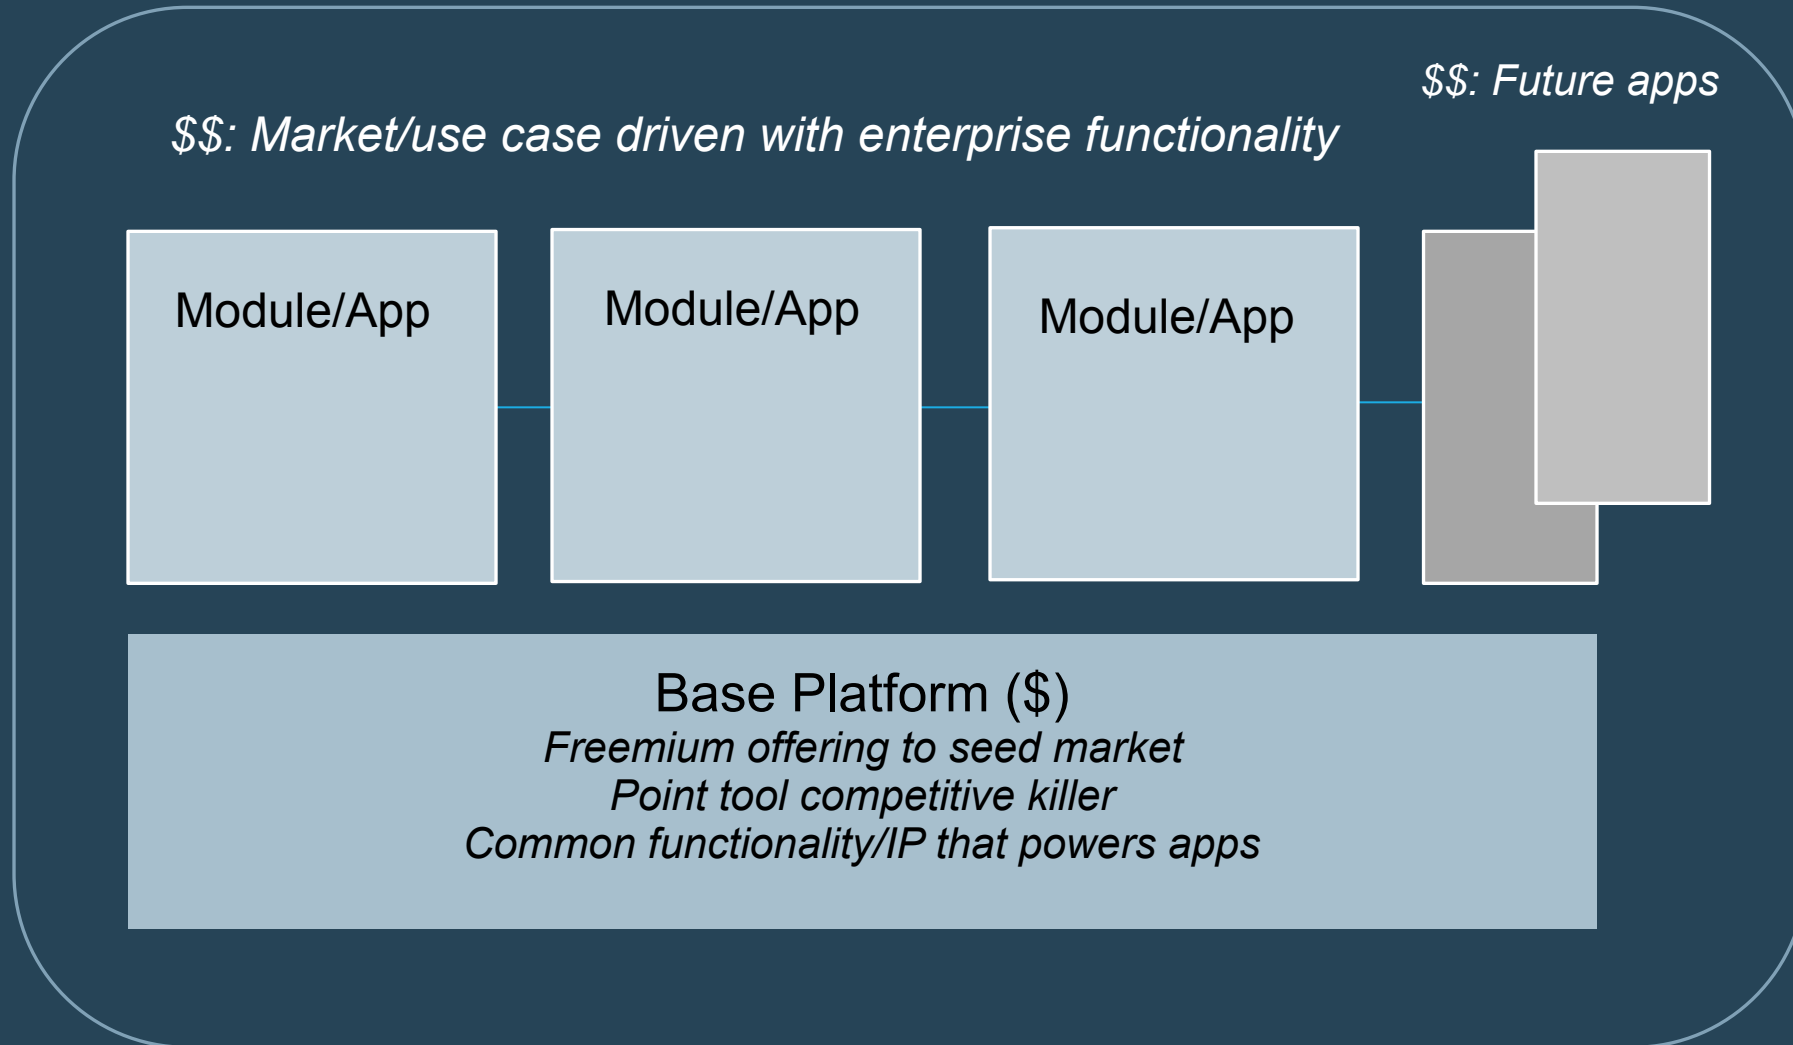 $$: Future apps
$$: Market/use case driven with enterprise functionality
Module/App
Module/App
Module/App
Base Platform ($)
Freemium offering to seed market
Point tool competitive killer
Common functionality/IP that powers apps